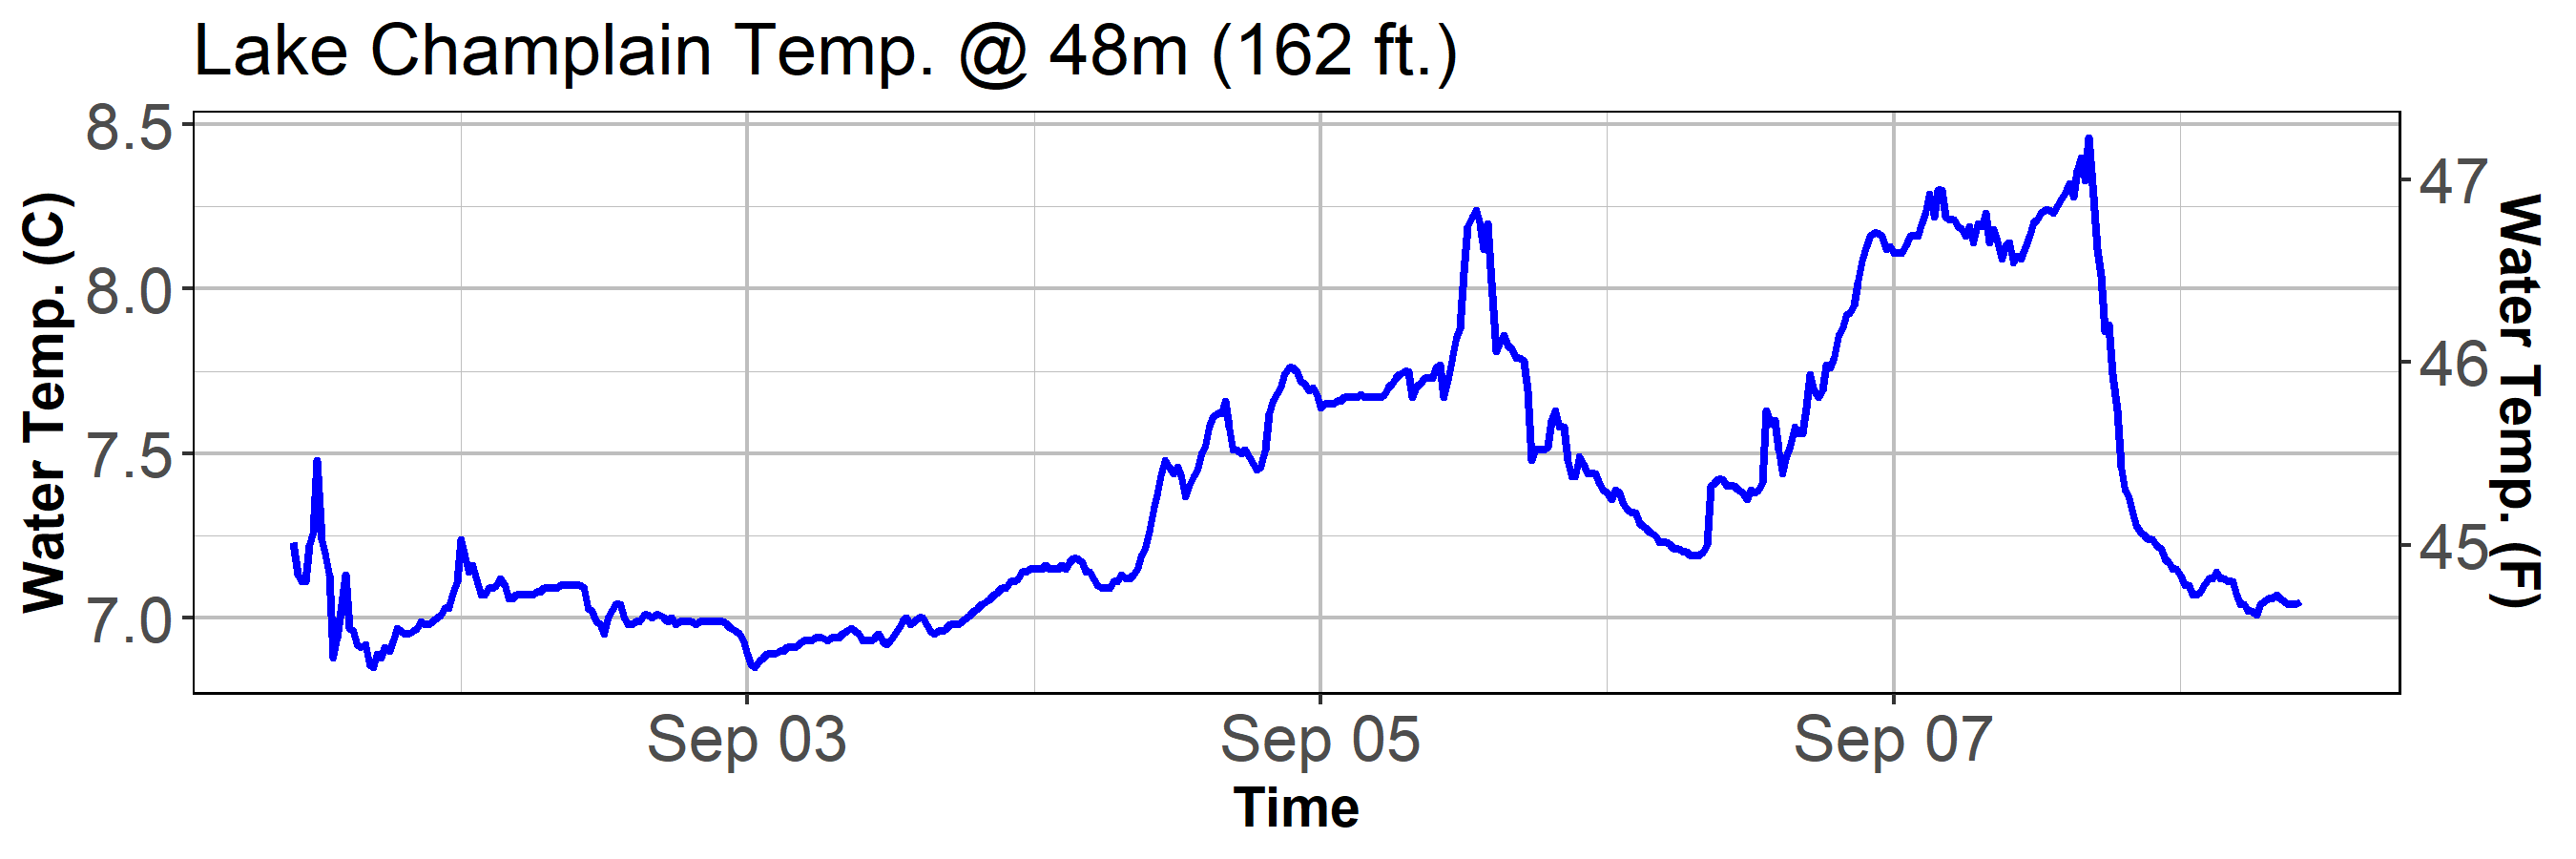 Lake Champlain Temp. @ 48m (162 ft.)
Water Temp. (C)
8.5
8.0
7.5
7.0
47
46
45
Water Temp. (F)
Sep 03 Sep 05 Sep 07
Time